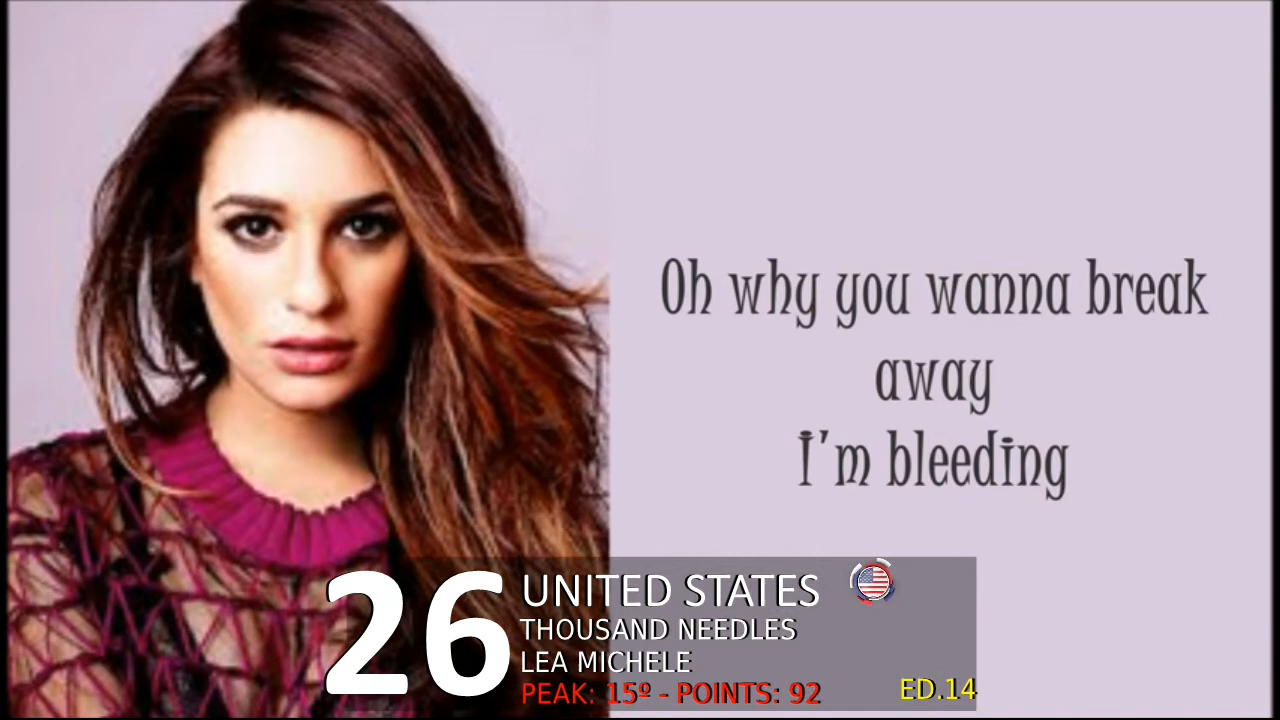 Oh why you wanna break
away
I'm bleeding
26
UNITED STATES
THOUSAND NEEDLES
LEA MICHELE
PEAK: 15º - POINTS: 92
ED.14